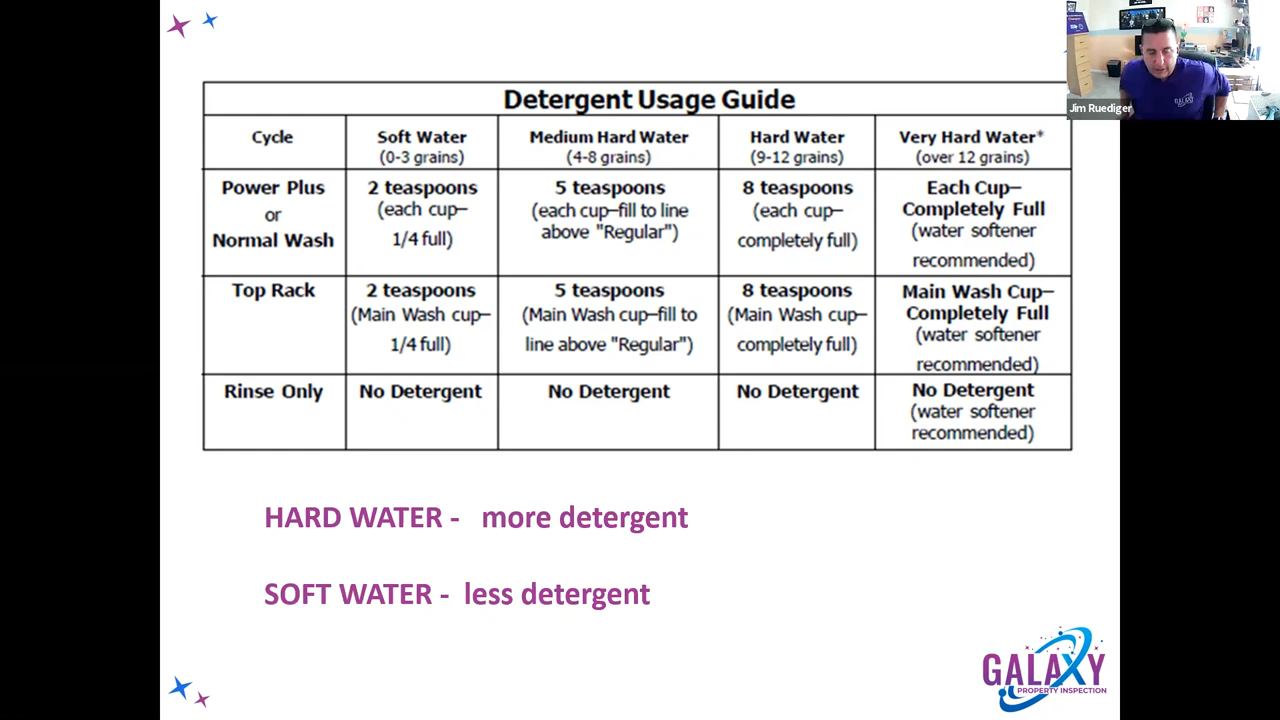 Detergent Usage Guide
Cycle
Soft Water
(0-3 grains)
Medium Hard Water
(4-8 grains)
Hard Water
(9-12 grains)
Very Hard Water*
(over 12 grains)
Power Plus
or
Normal Wash
2 teaspoons
(each cup–
1/4 full)
5 teaspoons
(each cup–fill to line
above "Regular")
8 teaspoons
(each cup–
completely full)
Each Cup–
Completely Full
(water softener
recommended)
Top Rack
2 teaspoons
(Main Wash cup–
1/4 full)
5 teaspoons
(Main Wash cup–fill to
line above "Regular")
8 teaspoons
(Main Wash cup–
completely full)
Main Wash Cup–
Completely Full
(water softener
recommended)
Rinse Only
No Detergent
No Detergent
No Detergent
No Detergent
(water softener
recommended)
HARD WATER - more detergent
SOFT WATER - less detergent
GALAXY
PROPERTY INSPECTION
Jim Ruediger
GALAXY